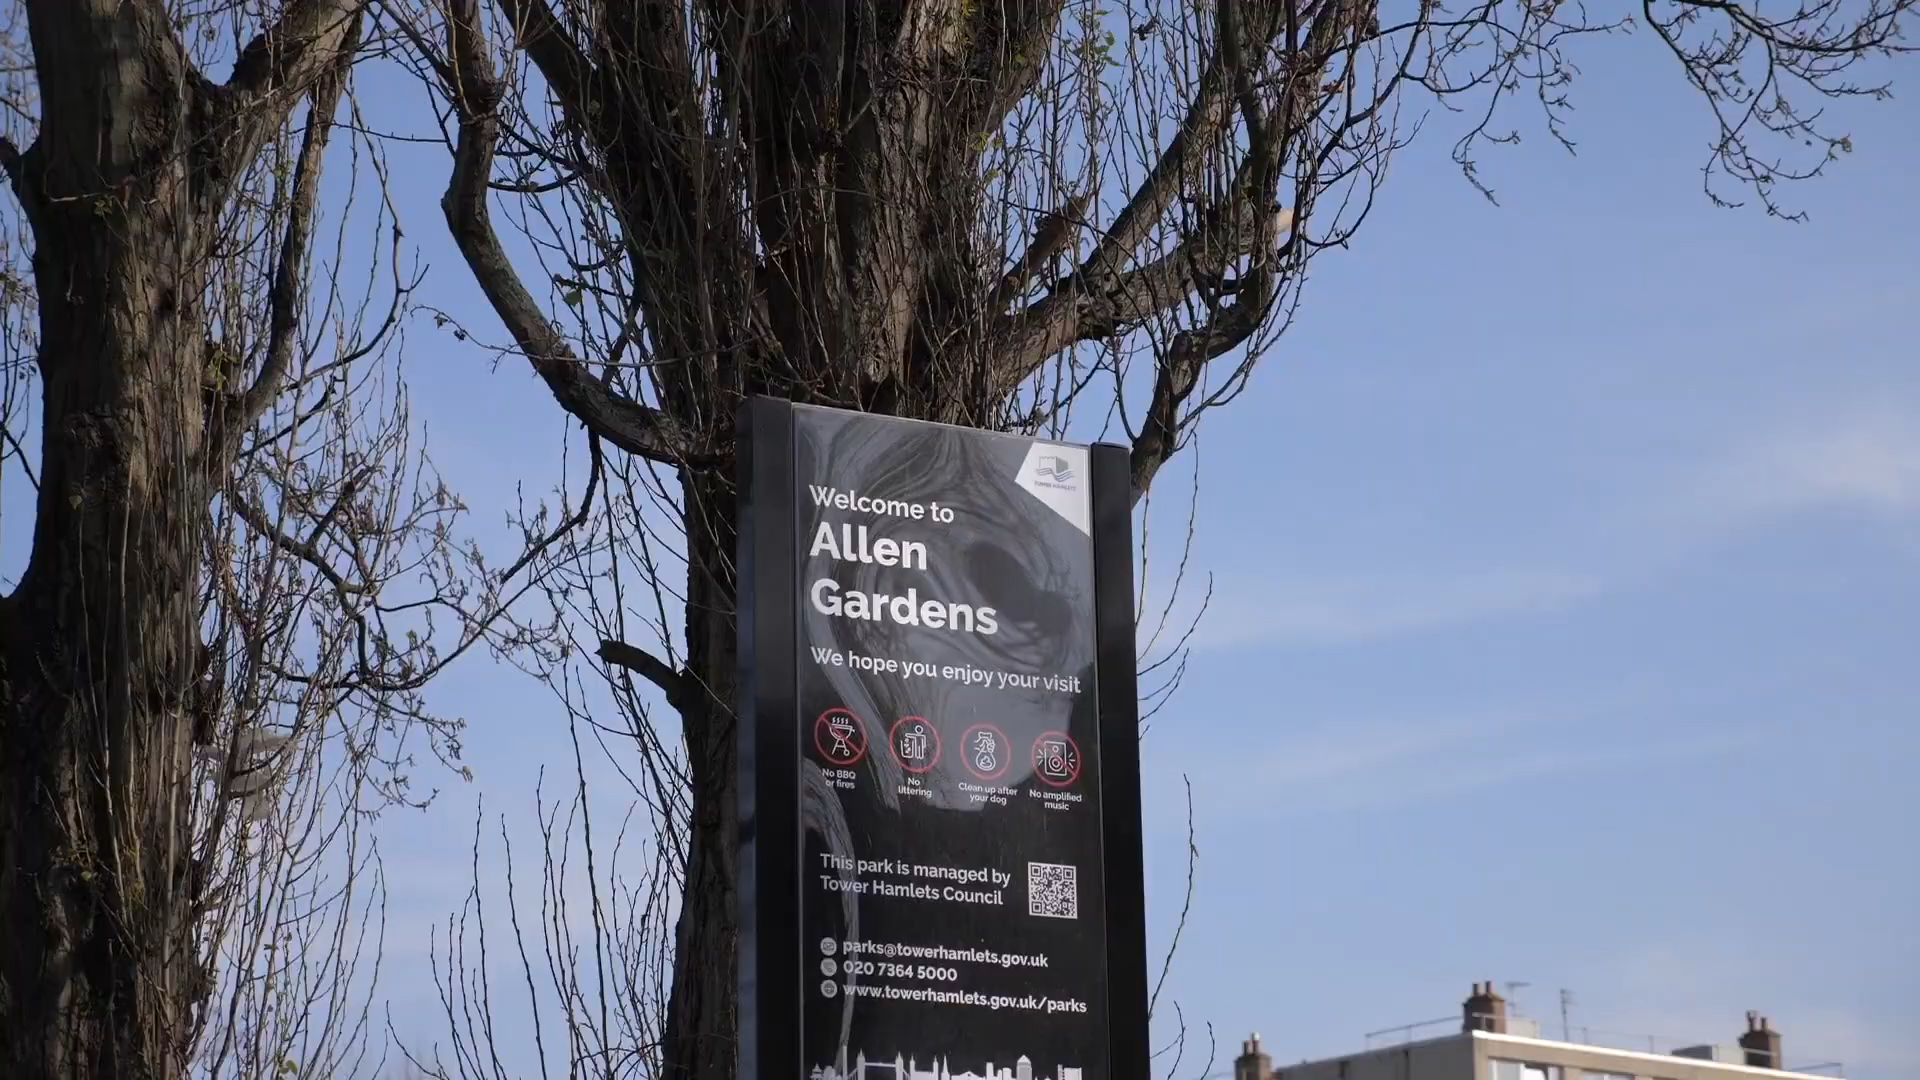 TOWER HAMLETS
Welcome to
Allen
Gardens
We hope you enjoy your visit
No BBQ
or fires
No
littering
Clean up after
your dog
No amplified
music
This park is managed by
Tower Hamlets Council
parks@towerhamlets.gov.uk
020 7364 5000
www.towerhamlets.gov.uk/parks